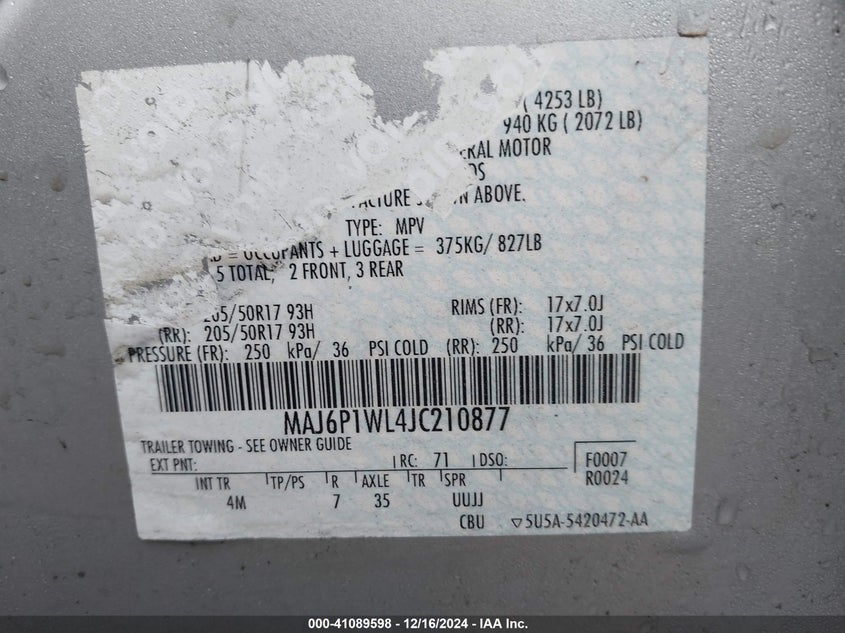 ( 4253 LB)
940 KG ( 2072 LB)
MOTOR
ABOVE.
TYPE: MPV
= OCCUPANTS + LUGGAGE = 375KG/ 827LB
5 TOTAL, 2 FRONT, 3 REAR
205/50R17 93H RIMS (FR): 17x7.0J
(RR): 205/50R17 93H (RR): 17x7.0J
PRESSURE (FR): 250 kPa/ 36 PSI COLD (RR): 250 kPa/ 36 PSI COLD
MAJ6P1WL4JC210877
TRAILER TOWING - SEE OWNER GUIDE
EXT PNT: RC: 71 DSO: F0007
INT TR TP/PS R AXLE TR SPR R0024
4M 7 35 UUJJ
CBU ▽5U5A-5420472-AA
000-41089598 - 12/16/2024 - IAA Inc.